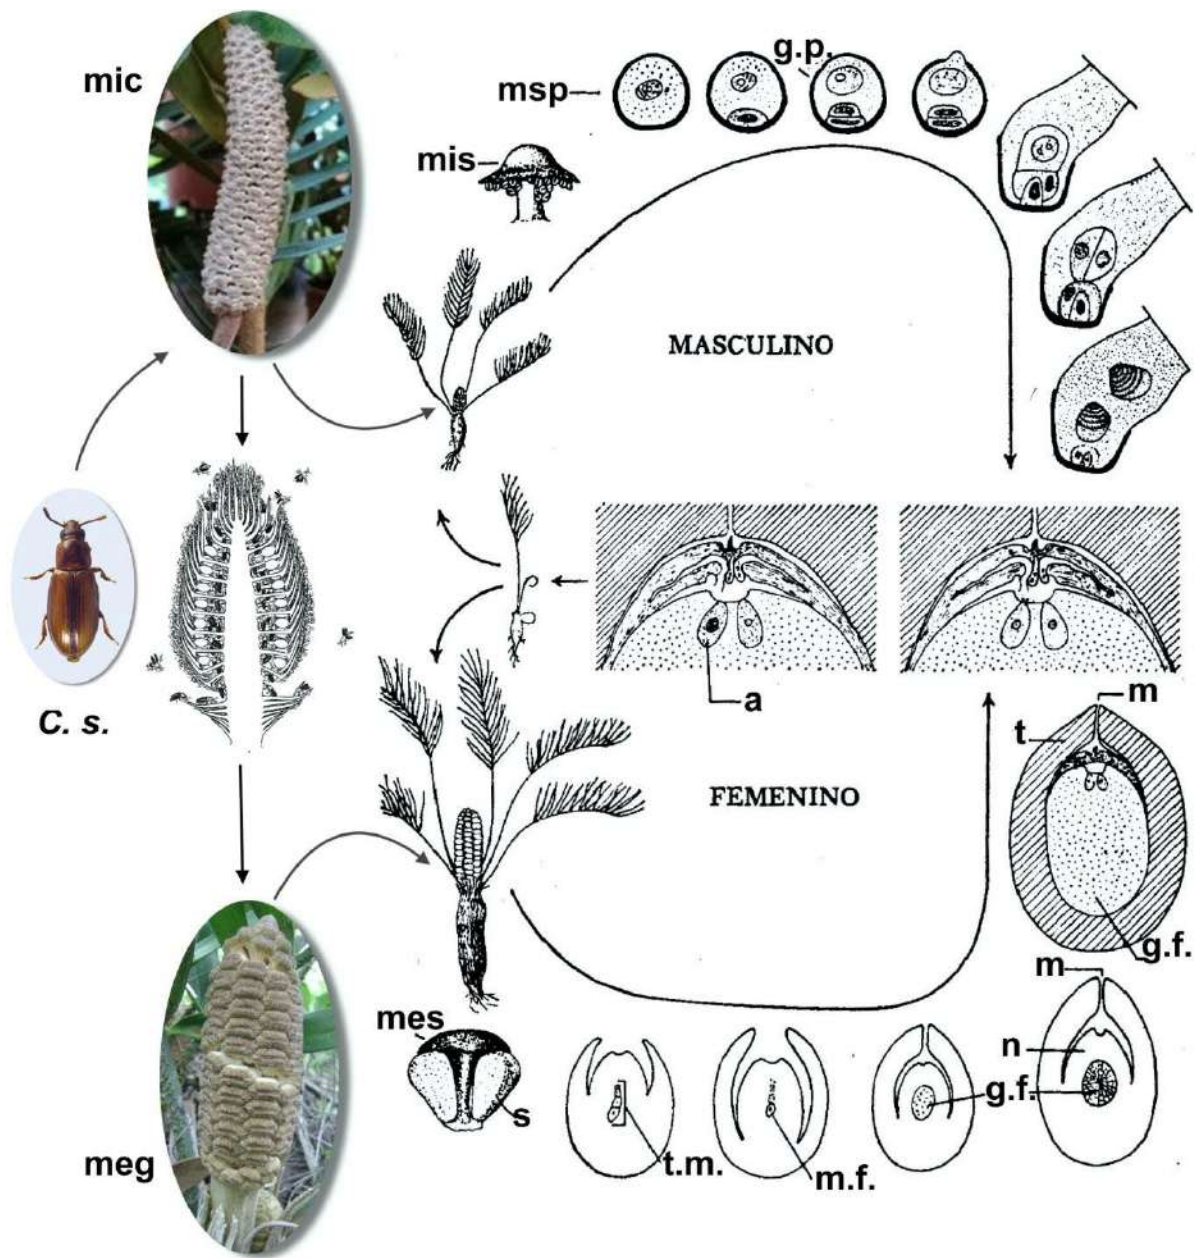 mic
g.p.
msp
mis
MASCULINO
C. s.
a
m
t
FEMENINO
g.f.
m
mes
n
g.f.
s
t.m.
m.f.
meg